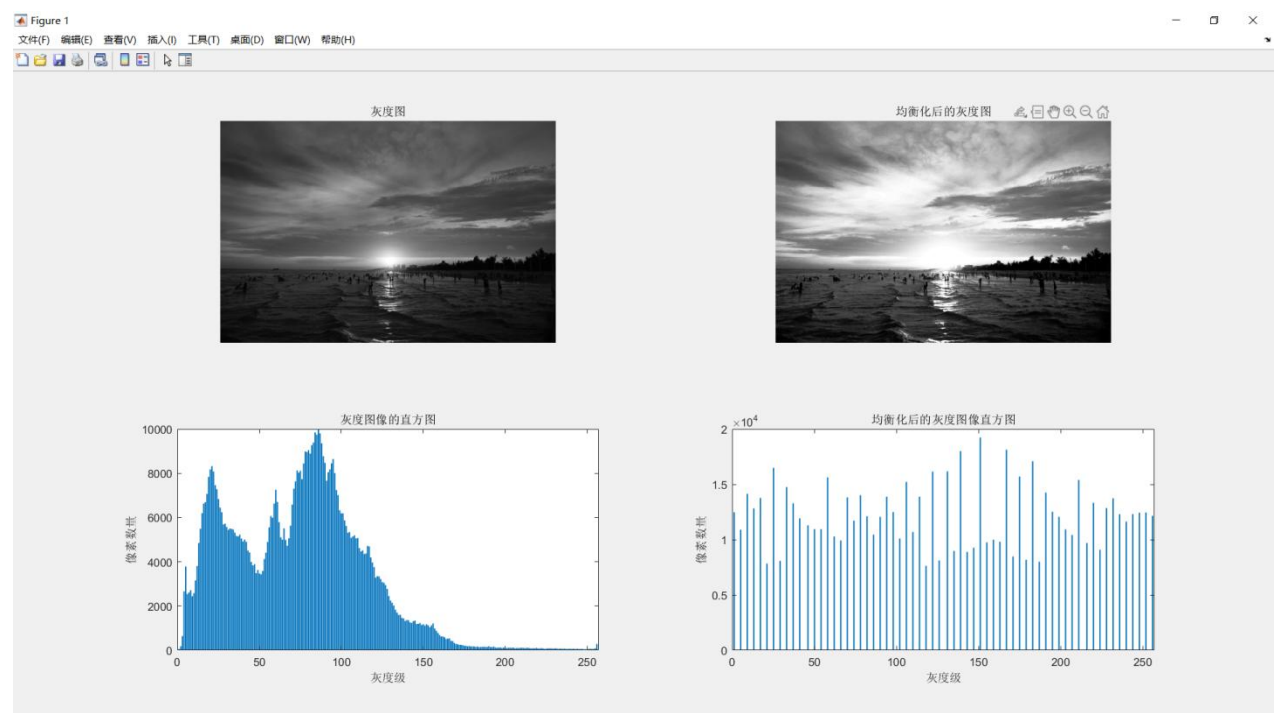 Figure 1
文件(F) 编辑(E) 查看(V) 插入(I) 工具(T) 桌面(D) 窗口(W) 帮助(H)
灰度图
均衡化后的灰度图
灰度图像的直方图
10000
8000
6000
4000
2000
0
像素数量
0 50 100 150 200 250
灰度级
均衡化后的灰度图像直方图
×10⁴
2
1.5
1
0.5
0
像素数量
0 50 100 150 200 250
灰度级